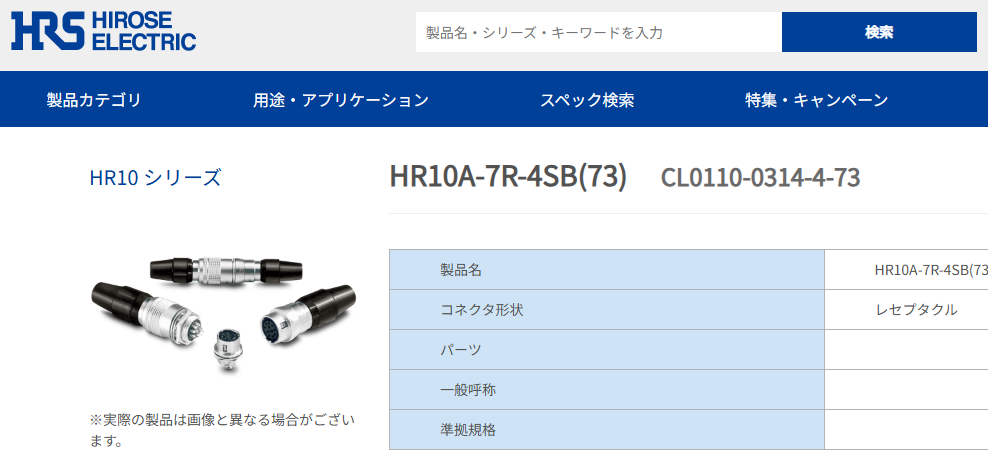 HRS HIROSE
ELECTRIC
製品名・シリーズ・キーワードを入力
検索
製品カテゴリ 用途・アプリケーション スペック検索 特集・キャンペーン
HR10 シリーズ
HR10A-7R-4SB(73) CL0110-0314-4-73
製品名 HR10A-7R-4SB(73
コネクタ形状 レセプタクル
パーツ
一般呼称
準拠規格
※実際の製品は画像と異なる場合がござい
ます。